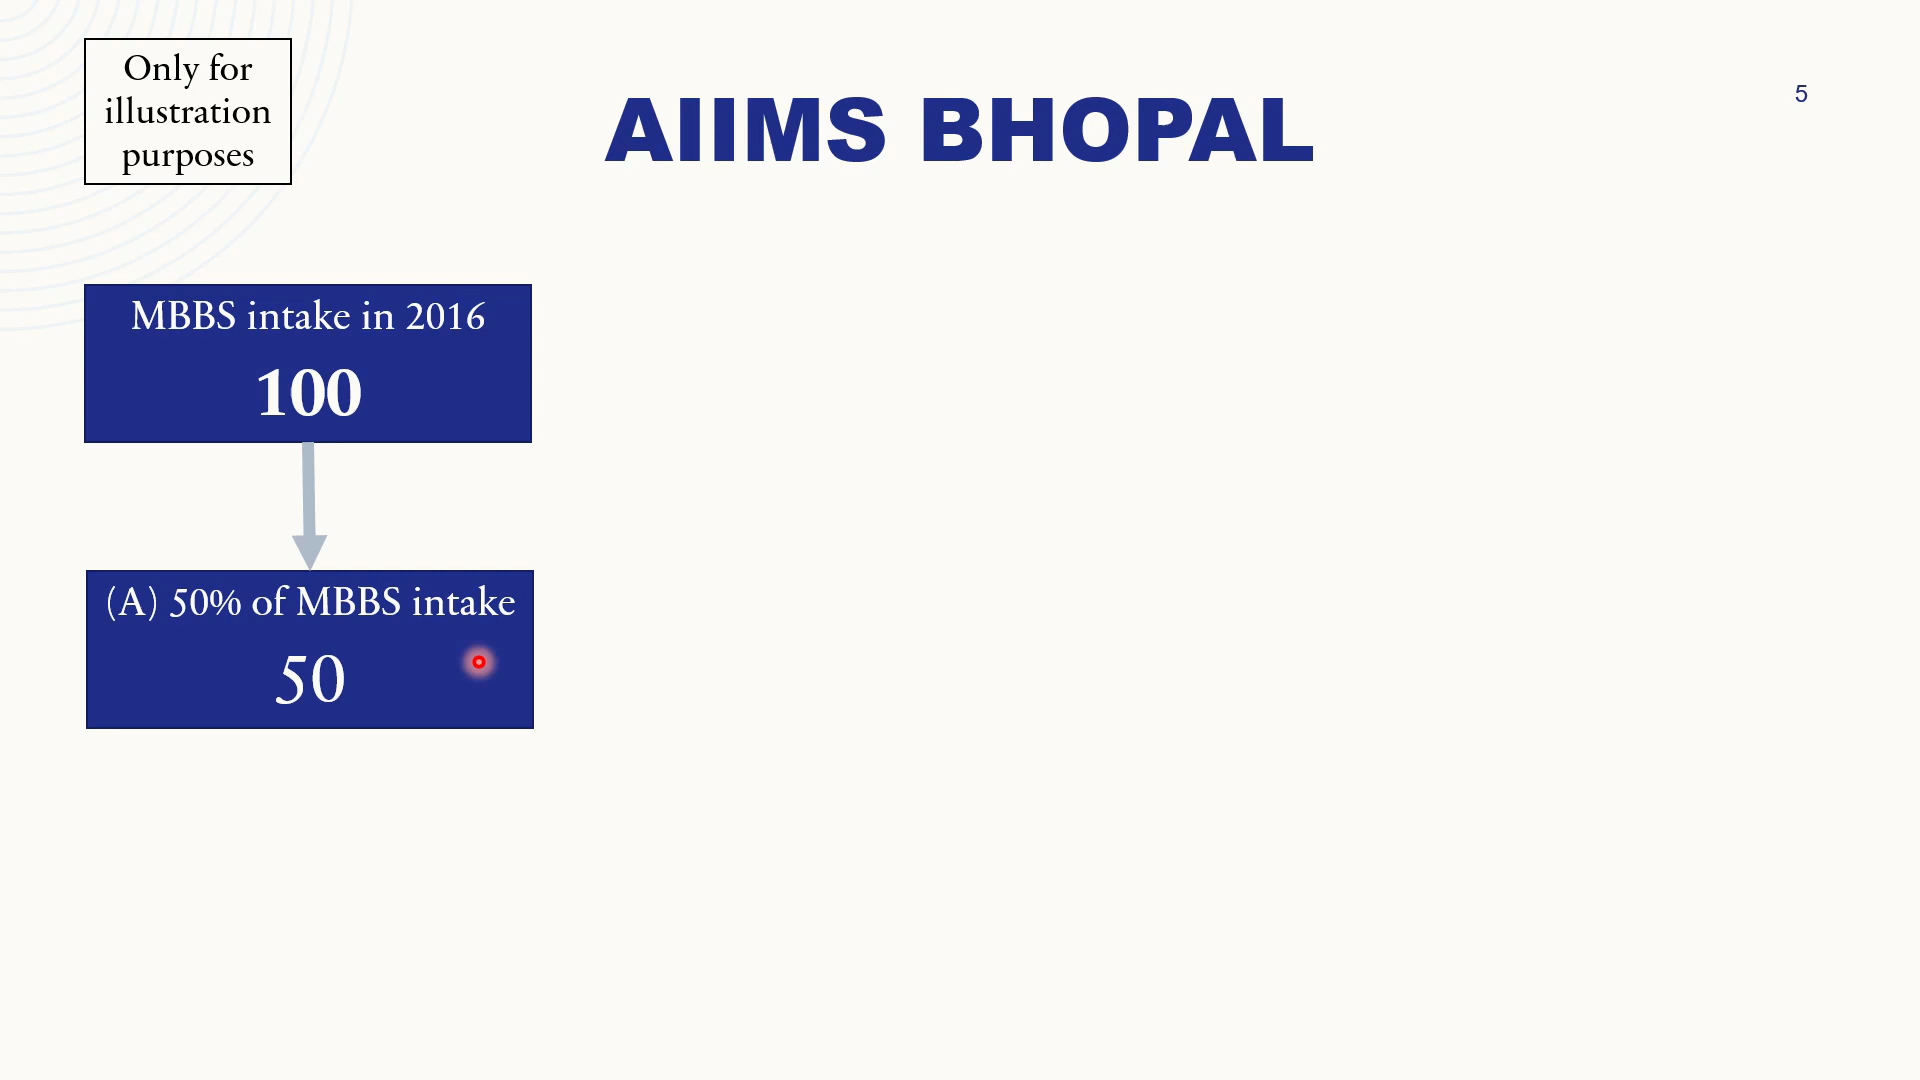 Only for
illustration
purposes
AIIMS BHOPAL
5
MBBS intake in 2016
100
(A) 50% of MBBS intake
50